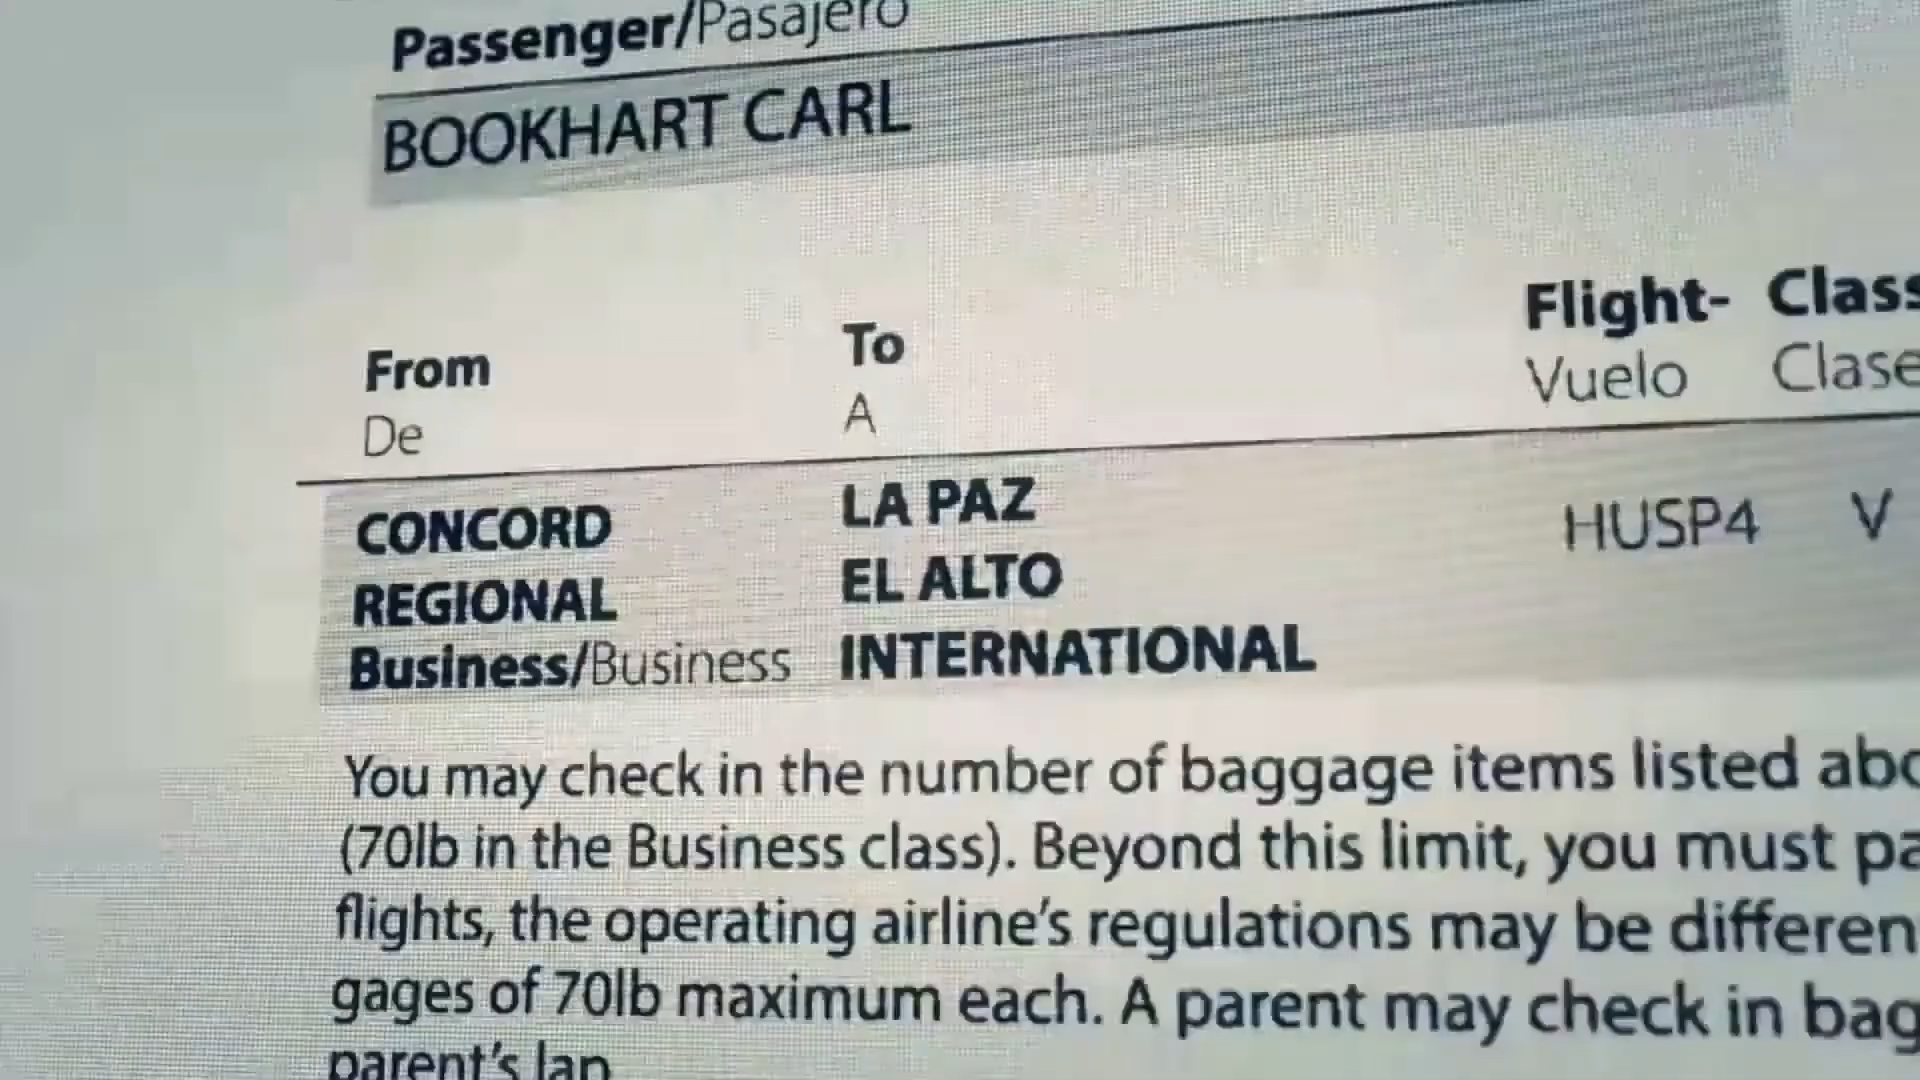 Passenger/Pasajero
BOOKHART CARL
From To Flight- Class
De A Vuelo Clase
CONCORD LA PAZ HUSP4 V
REGIONAL EL ALTO
Business/Business INTERNATIONAL
You may check in the number of baggage items listed abo
(70lb in the Business class). Beyond this limit, you must pa
flights, the operating airline's regulations may be differen
gages of 70lb maximum each. A parent may check in bag
parent's lap